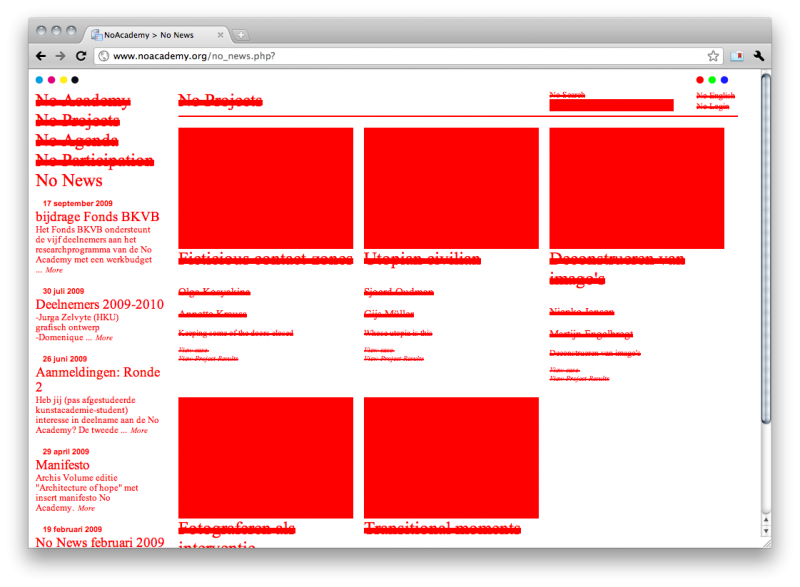 NoAcademy > No News
www.noacademy.org/no_news.php?
No Academy
No Projects
No Agenda
No Participation
No News
17 september 2009
bijdrage Fonds BKVB
Het Fonds BKVB ondersteunt
de vijf deelnemers aan het
researchprogramma van de No
Academy met een werkbudget
... More
30 juli 2009
Deelnemers 2009-2010
-Jurga Zelvyte (HKU)
grafisch ontwerp
-Domenique ... More
26 juni 2009
Aanmeldingen: Ronde
2
Heb jij (pas afgestudeerde
kunstacademie-student)
interesse in deelname aan de No
Academy? De tweede ... More
29 april 2009
Manifesto
Archis Volume editie
"Architecture of hope" met
insert manifesto No
Academy. More
19 februari 2009
No News februari 2009
No Projects
No Search
No English
No Login
Ficticious contact zones
Olga Kosyakina
Annette Krauss
Keeping some of the doors closed
View case
View Project Results
Utopian civilian
Sjoerd Oudman
Gijs Müller
Whose utopia is this
View case
View Project Results
Deconstrueren van
imago's
Nienke Jansen
Martijn Engelbregt
Deconstrueren van imago's
View case
View Project Results
Fotograferen als
interventie
Transitional moments